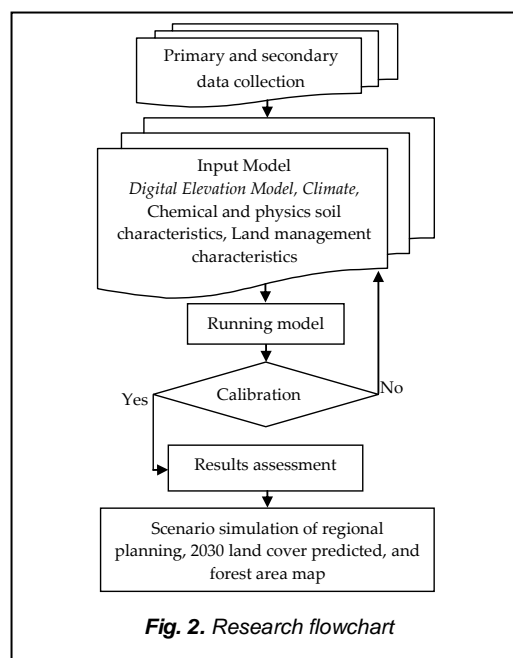 Primary and secondary
data collection
Input Model
Digital Elevation Model, Climate,
Chemical and physics soil
characteristics, Land management
characteristics
Running model
Calibration
Yes
No
Results assessment
Scenario simulation of regional
planning, 2030 land cover predicted, and
forest area map
Fig. 2. Research flowchart